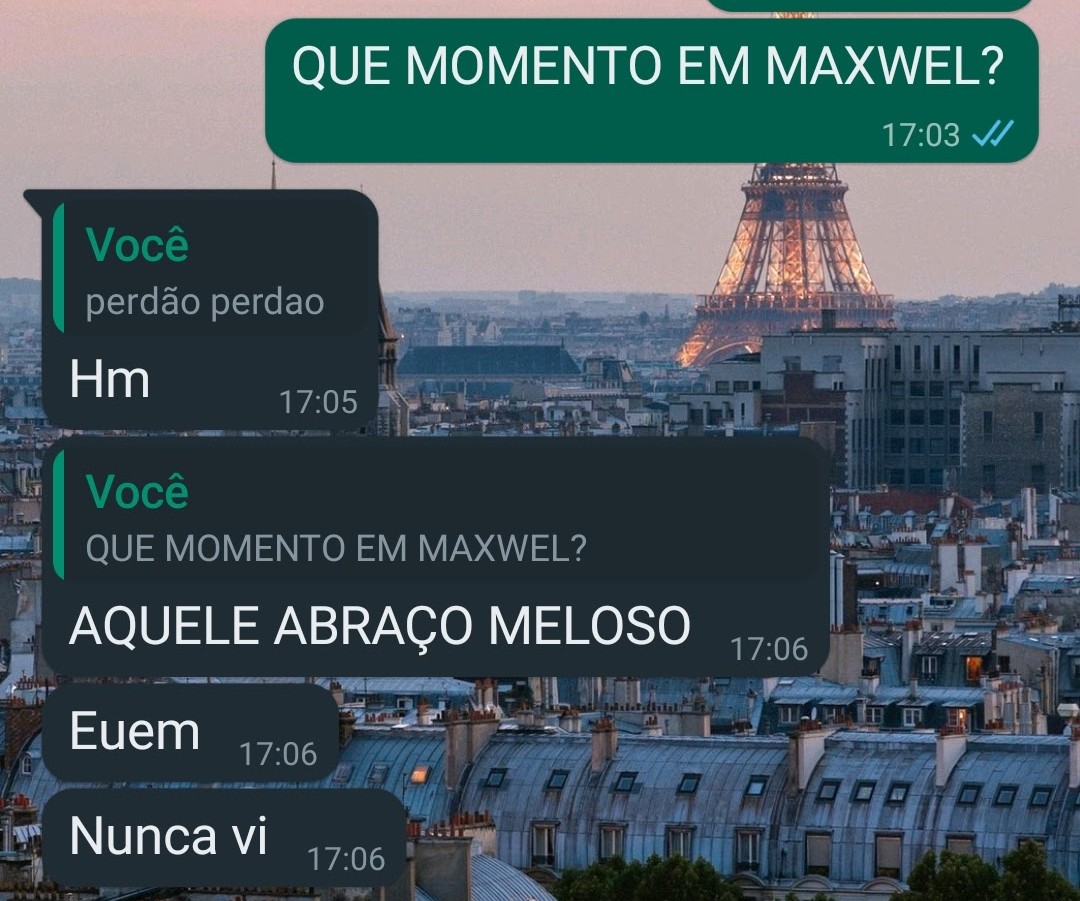 QUE MOMENTO EM MAXWEL?
17:03
Você
perdão perdao
Hm
17:05
Você
QUE MOMENTO EM MAXWEL?
AQUELE ABRAÇO MELOSO
17:06
Euem
17:06
Nunca vi
17:06